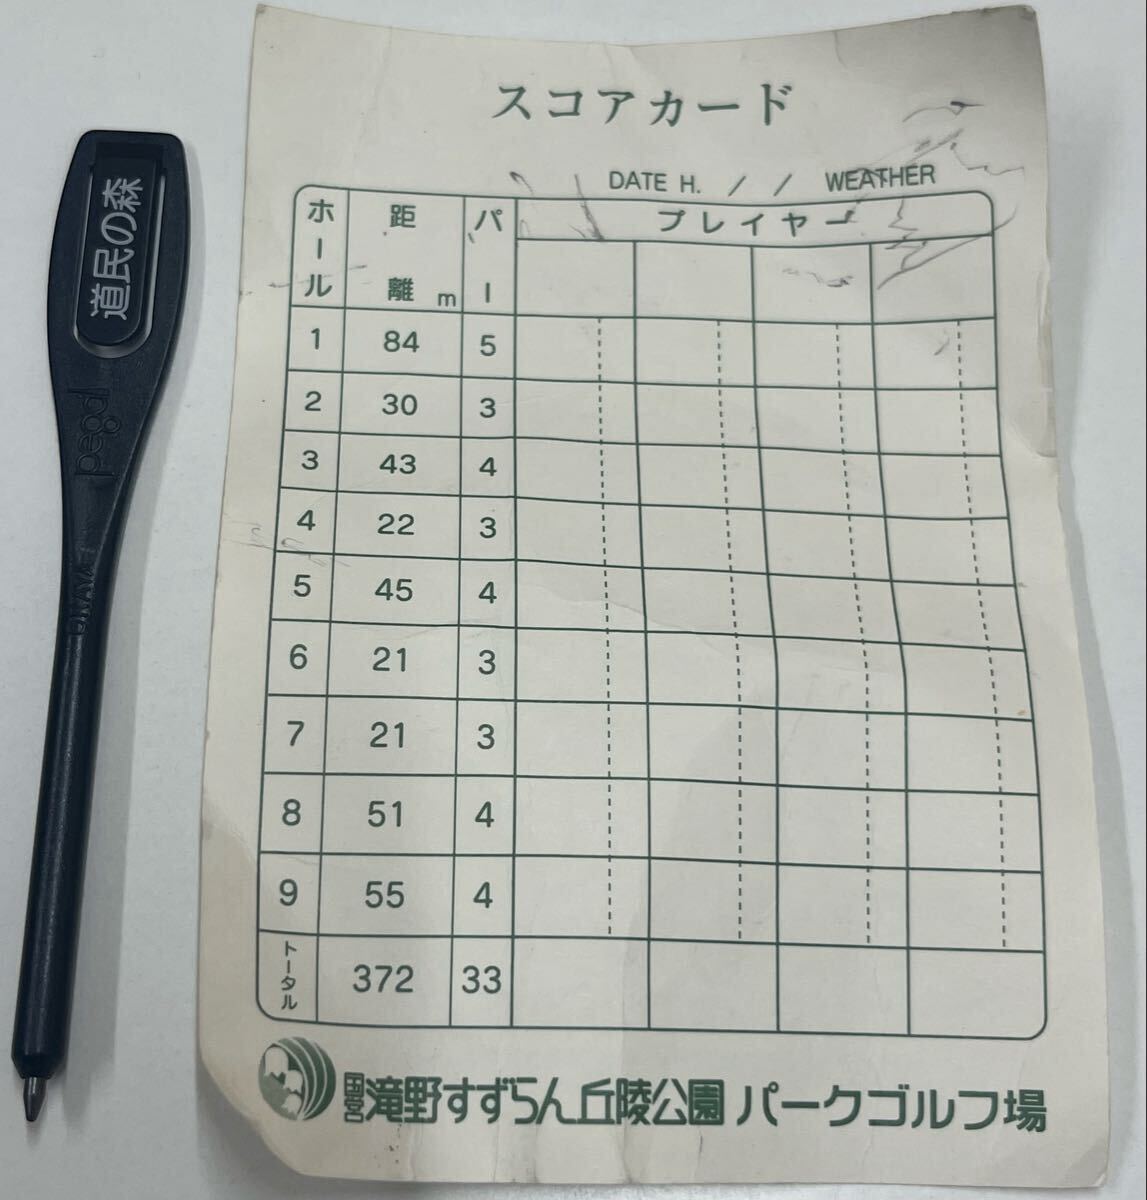 道民の森
pegcil
スコアカード
DATE H. / / WEATHER
ホール 距離 m パー プレイヤー
1 84 5
2 30 3
3 43 4
4 22 3
5 45 4
6 21 3
7 21 3
8 51 4
9 55 4
トータル 372 33
国営滝野すずらん丘陵公園 パークゴルフ場